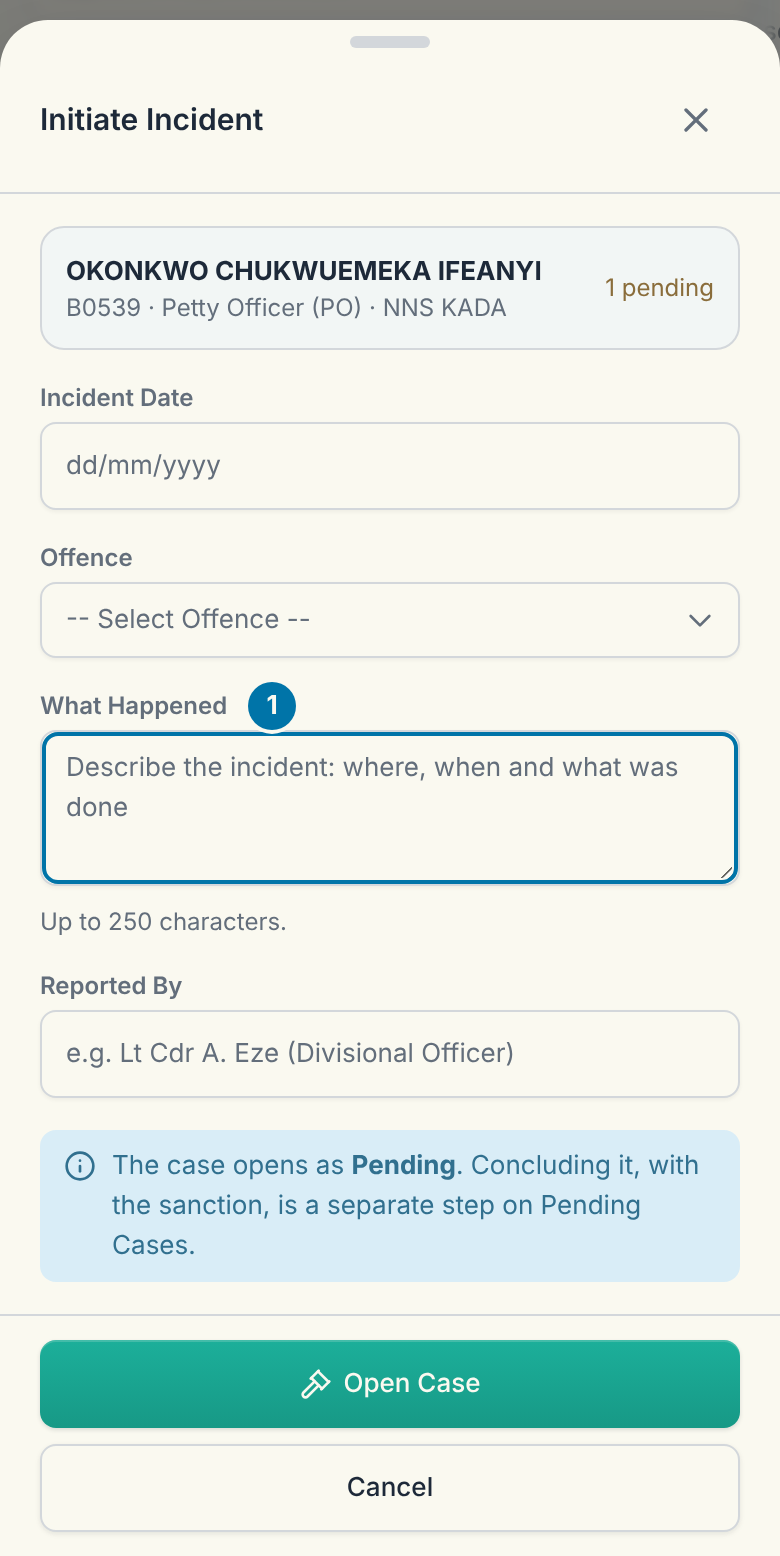 Initiate Incident
OKONKWO CHUKWUEMEKA IFEANYI
B0539 · Petty Officer (PO) · NNS KADA
1 pending
Incident Date
dd/mm/yyyy
Offence
-- Select Offence --
What Happened
1
Describe the incident: where, when and what was
done
Up to 250 characters.
Reported By
e.g. Lt Cdr A. Eze (Divisional Officer)
The case opens as Pending. Concluding it, with
the sanction, is a separate step on Pending
Cases.
Open Case
Cancel